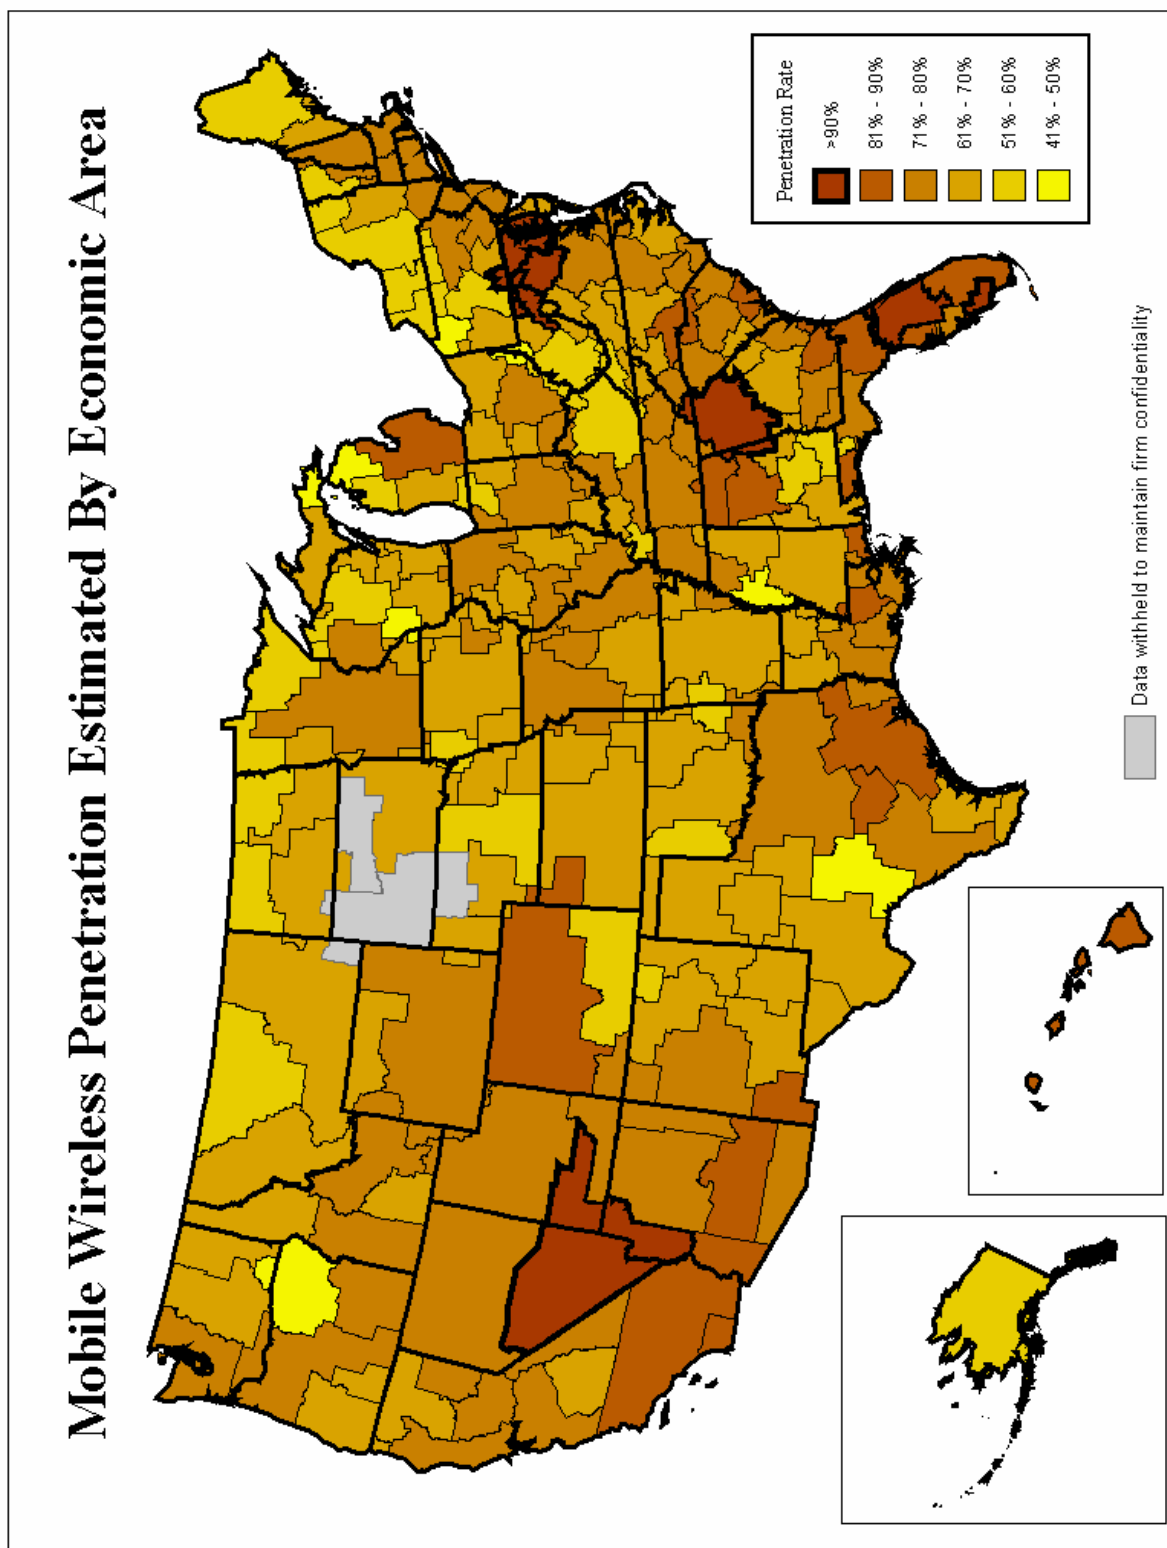 Mobile Wireless Penetration Estimated By Economic Area
Penetration Rate
>90%
81% - 90%
71% - 80%
61% - 70%
51% - 60%
41% - 50%
Data withheld to maintain firm confidentiality